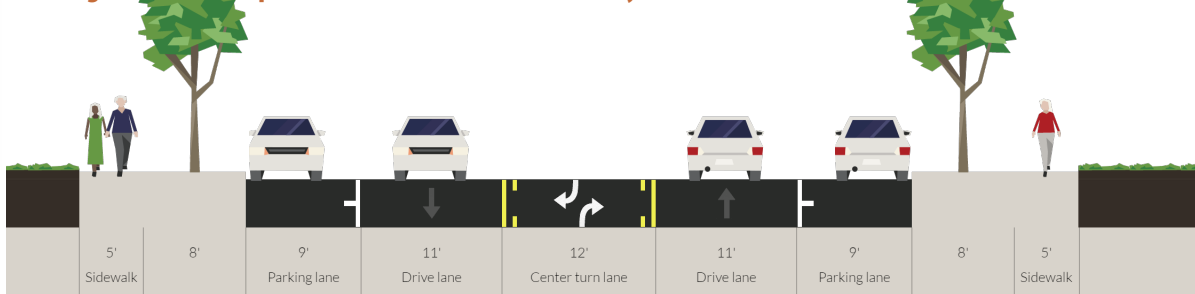 5' 8' 9' 11' 12' 11' 9' 8' 5'
Sidewalk Parking lane Drive lane Center turn lane Drive lane Parking lane Sidewalk